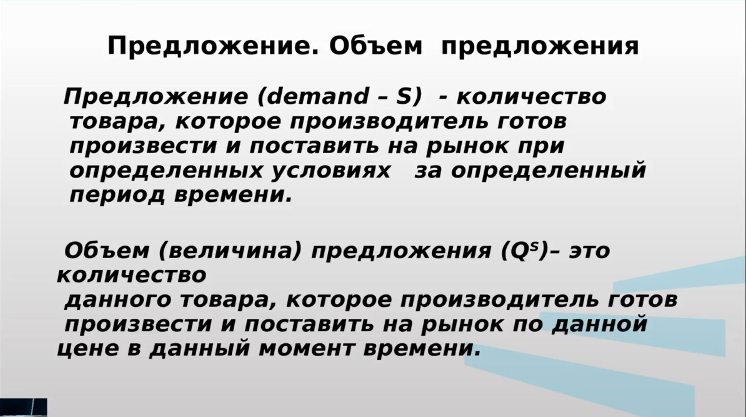 Предложение. Объем предложения
Предложение (demand – S) - количество
товара, которое производитель готов
произвести и поставить на рынок при
определенных условиях за определенный
период времени.
Объем (величина) предложения (Qˢ)– это
количество
данного товара, которое производитель готов
произвести и поставить на рынок по данной
цене в данный момент времени.